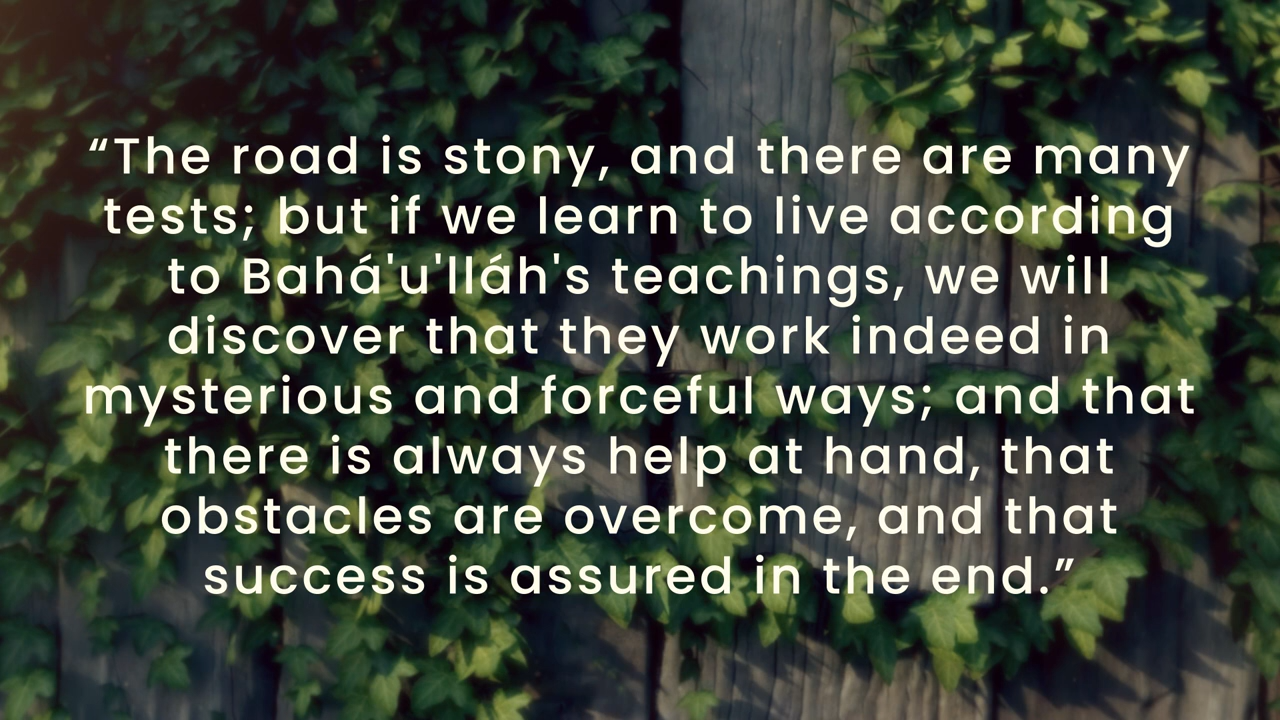 “The road is stony, and there are many
tests; but if we learn to live according
to Bahá'u'lláh's teachings, we will
discover that they work indeed in
mysterious and forceful ways; and that
there is always help at hand, that
obstacles are overcome, and that
success is assured in the end.”